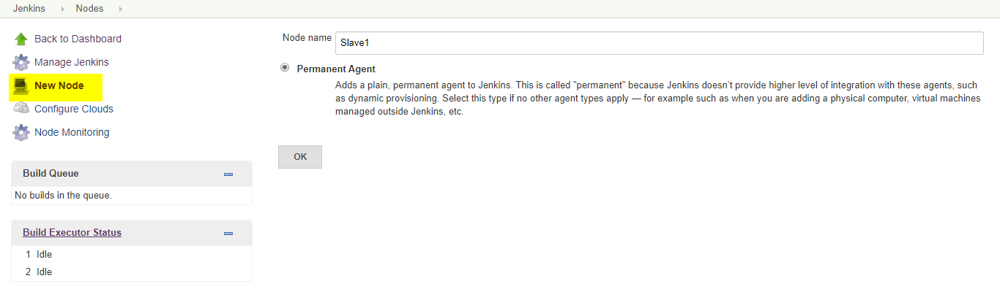 Jenkins Nodes
Back to Dashboard
Manage Jenkins
New Node
Configure Clouds
Node Monitoring
Build Queue
No builds in the queue.
Build Executor Status
1 Idle
2 Idle
Node name Slave1
Permanent Agent
Adds a plain, permanent agent to Jenkins. This is called "permanent" because Jenkins doesn't provide higher level of integration with these agents, such
as dynamic provisioning. Select this type if no other agent types apply — for example such as when you are adding a physical computer, virtual machines
managed outside Jenkins, etc.
OK